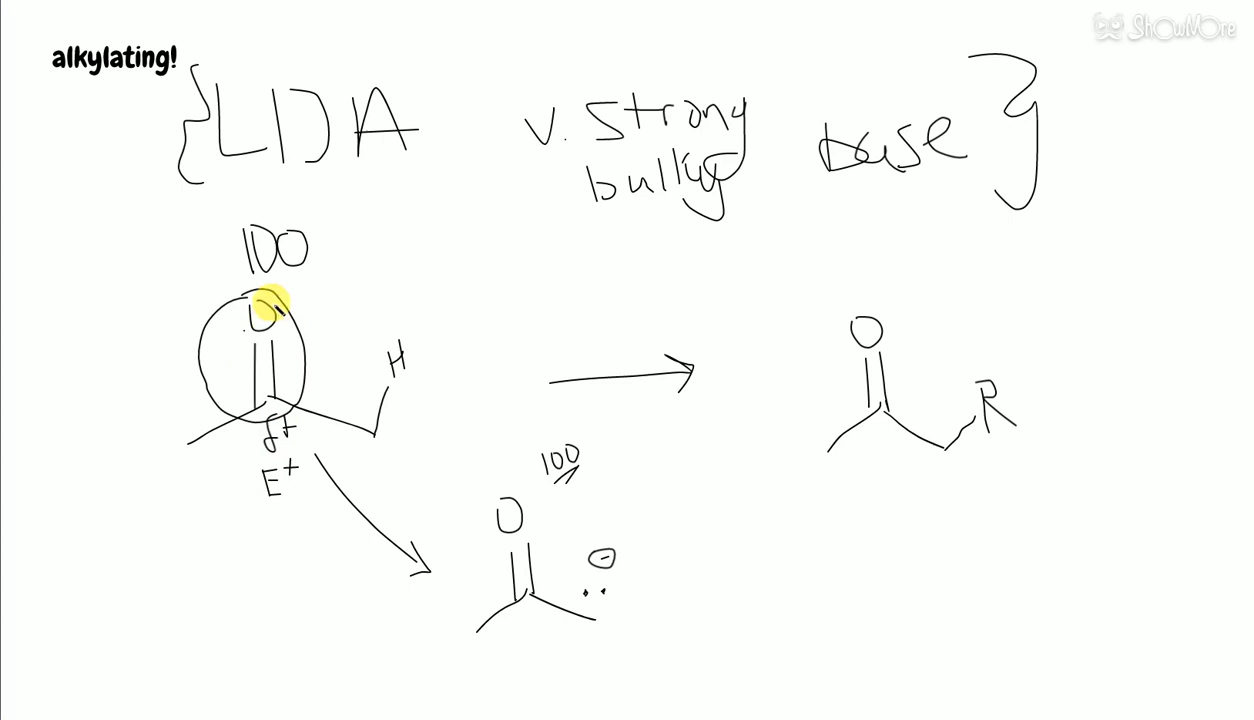 alkylating!
ShowMore
{LDA v. strong base}
bulky
100
O
H
δ+
E+
O
R
100
O
⊖